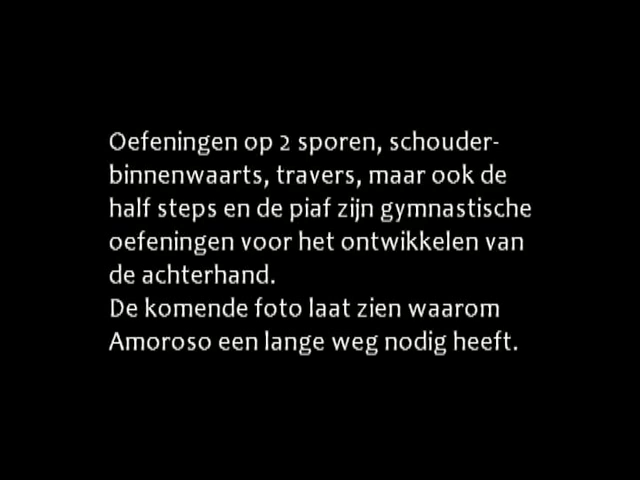 Oefeningen op 2 sporen, schouder-
binnenwaarts, travers, maar ook de
half steps en de piaf zijn gymnastische
oefeningen voor het ontwikkelen van
de achterhand.
De komende foto laat zien waarom
Amoroso een lange weg nodig heeft.